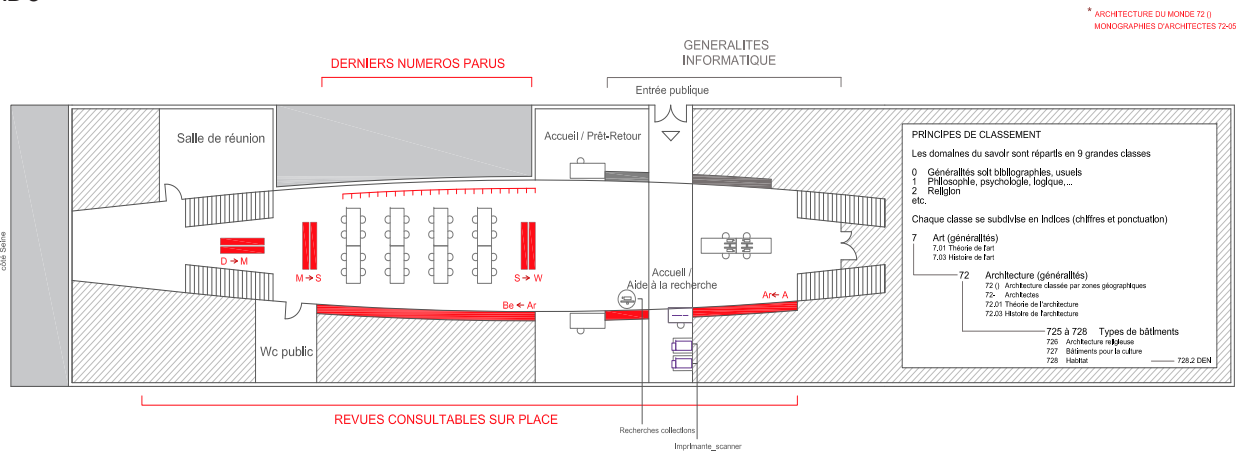 * ARCHITECTURE DU MONDE 72 ()
MONOGRAPHIES D'ARCHITECTES 72-05
GENERALITES
INFORMATIQUE
DERNIERS NUMEROS PARUS
Entrée publique
Salle de réunion
Accueil / Prêt-Retour
PRINCIPES DE CLASSEMENT
Les domaines du savoir sont répartis en 9 grandes classes
0 Généralités soit bibliographies, usuels
1 Philosophie, psychologie, logique,...
2 Religion
etc.
Chaque classe se subdivise en indices (chiffres et ponctuation)
7 Art (généralités)
7.01 Théorie de l'art
7.03 Histoire de l'art
72 Architecture (généralités)
72 () Architecture classée par zones géographiques
72- Architectes
72.01 Théorie de l'architecture
72.03 Histoire de l'architecture
725 à 728 Types de bâtiments
726 Architecture religieuse
727 Bâtiments pour la culture
728 Habitat 728.2 DEN
côté Seine
D → M
M → S
S → W
Accueil /
Aide à la recherche
Be ← Ar
Ar ← A
Wc public
REVUES CONSULTABLES SUR PLACE
Recherches collections
Imprimante_scanner